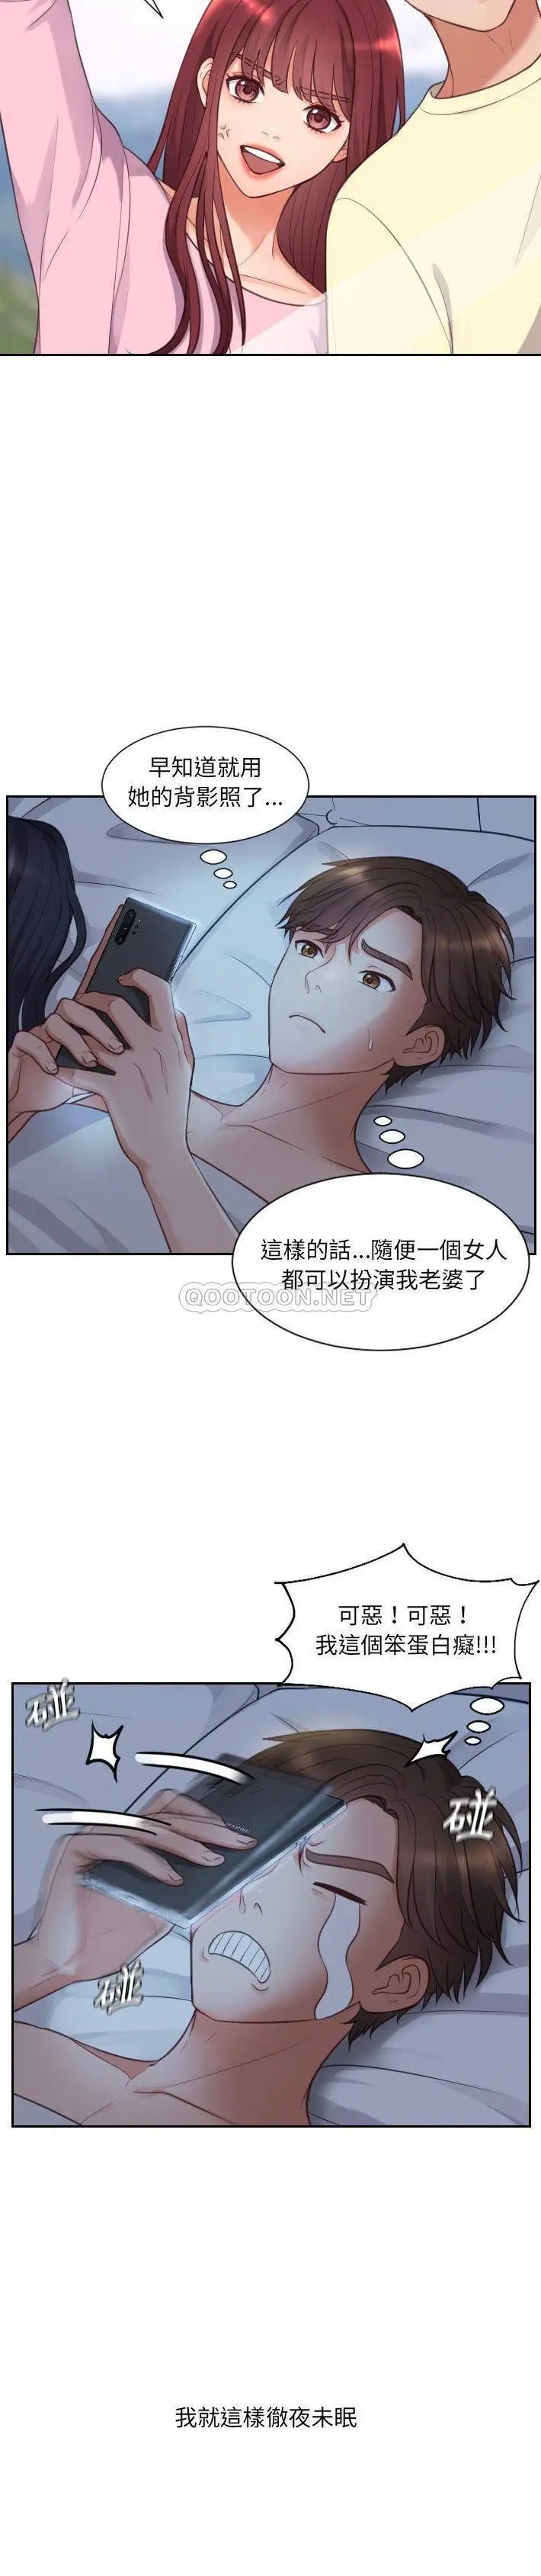 早知道就用
她的背影照了...
這樣的話...隨便一個女人
都可以扮演我老婆了
QOOTOON.NET
可惡！可惡！
我這個笨蛋白癡!!!
碰
碰
碰
我就這樣徹夜未眠